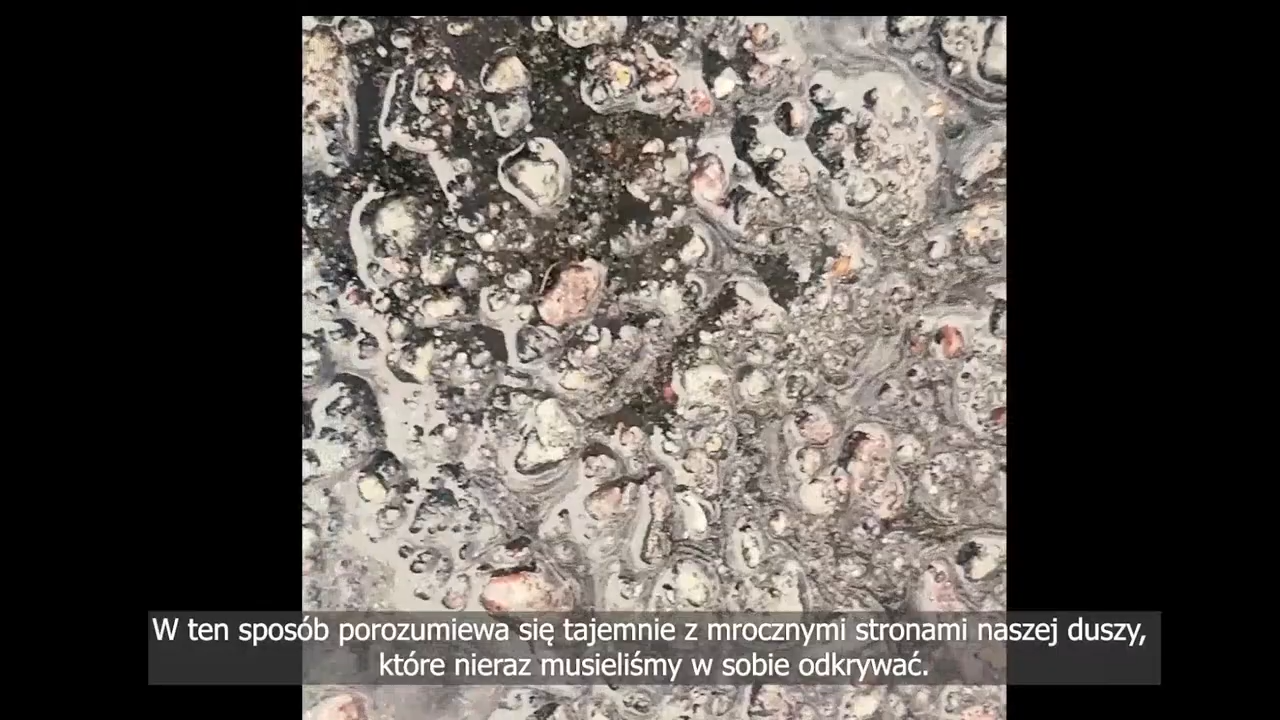 W ten sposób porozumiewa się tajemnie z mrocznymi stronami naszej duszy,
które nieraz musieliśmy w sobie odkrywać.